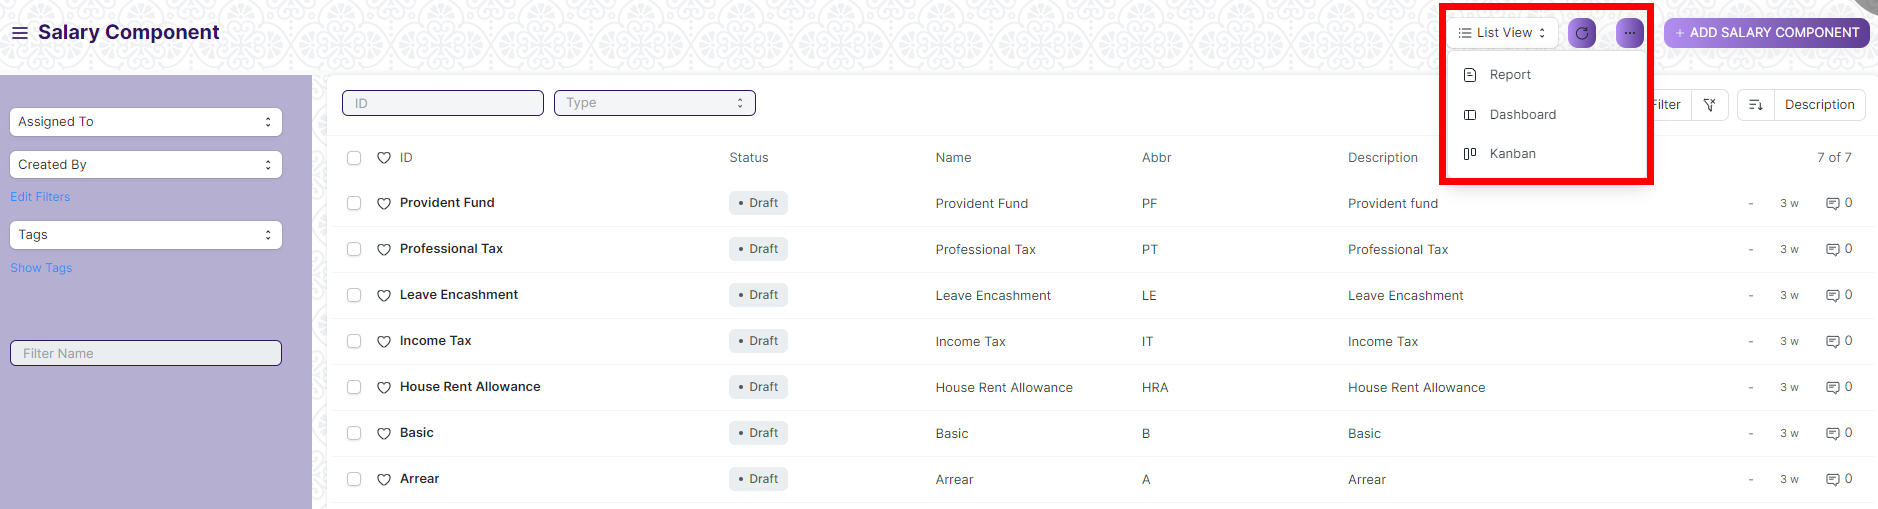 Salary Component
List View
+ ADD SALARY COMPONENT
Report
Dashboard
Kanban
Assigned To
Created By
Edit Filters
Tags
Show Tags
Filter Name
ID
Type
Filter
Description
ID Status Name Abbr Description 7 of 7
Provident Fund • Draft Provident Fund PF Provident fund - 3 w 0
Professional Tax • Draft Professional Tax PT Professional Tax - 3 w 0
Leave Encashment • Draft Leave Encashment LE Leave Encashment - 3 w 0
Income Tax • Draft Income Tax IT Income Tax - 3 w 0
House Rent Allowance • Draft House Rent Allowance HRA House Rent Allowance - 3 w 0
Basic • Draft Basic B Basic - 3 w 0
Arrear • Draft Arrear A Arrear - 3 w 0